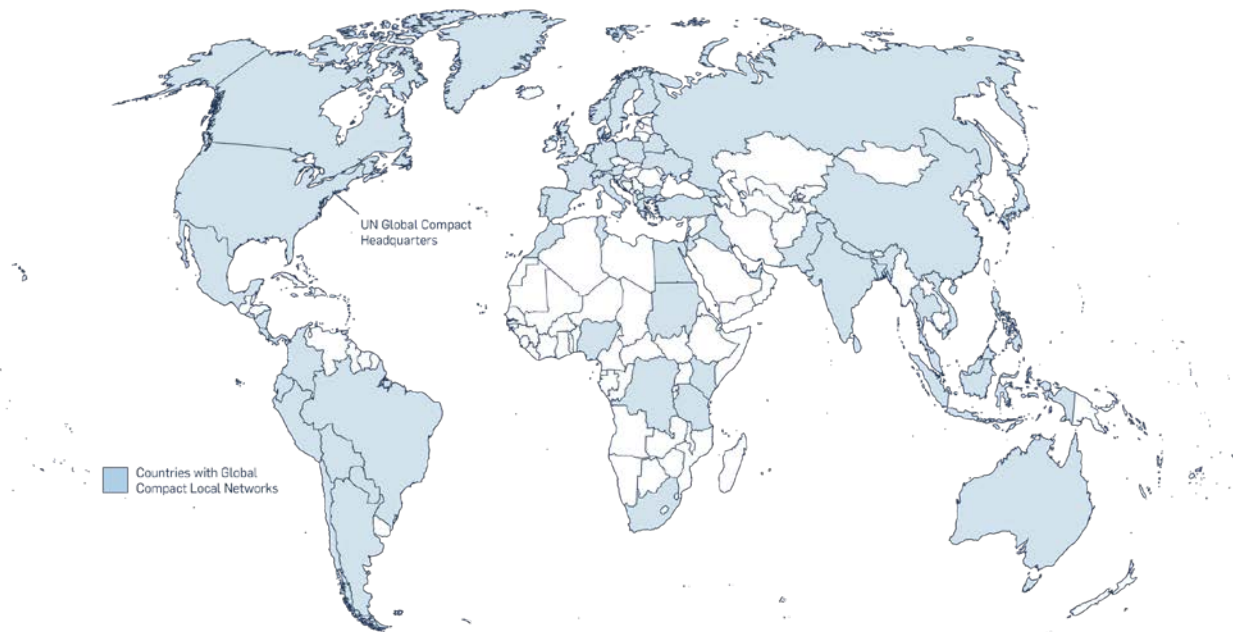 UN Global Compact
Headquarters
Countries with Global
Compact Local Networks